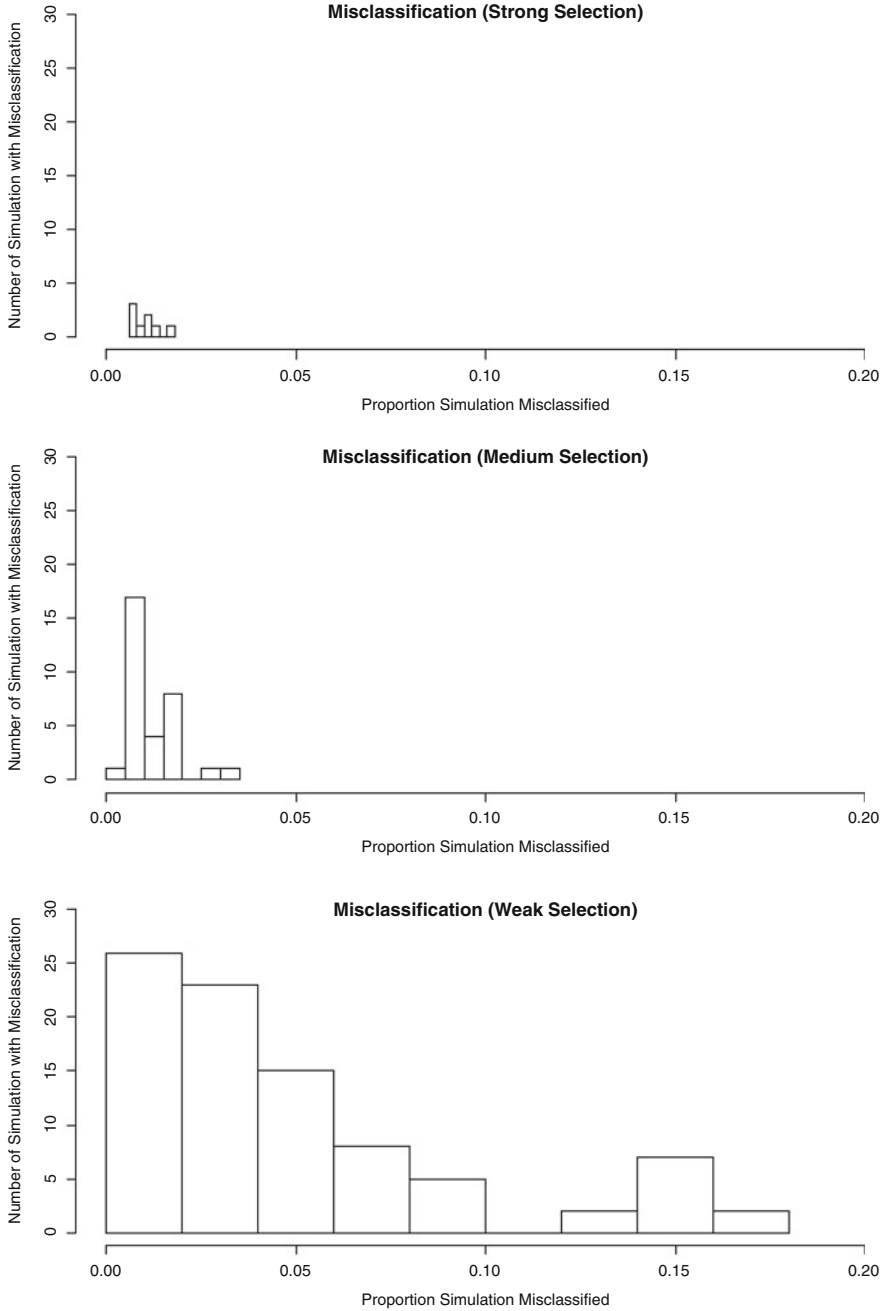 Misclassification (Strong Selection)
Number of Simulation with Misclassification
30
25
20
15
10
5
0
0.00 0.05 0.10 0.15 0.20
Proportion Simulation Misclassified
Misclassification (Medium Selection)
Number of Simulation with Misclassification
30
25
20
15
10
5
0
0.00 0.05 0.10 0.15 0.20
Proportion Simulation Misclassified
Misclassification (Weak Selection)
Number of Simulation with Misclassification
30
25
20
15
10
5
0
0.00 0.05 0.10 0.15 0.20
Proportion Simulation Misclassified